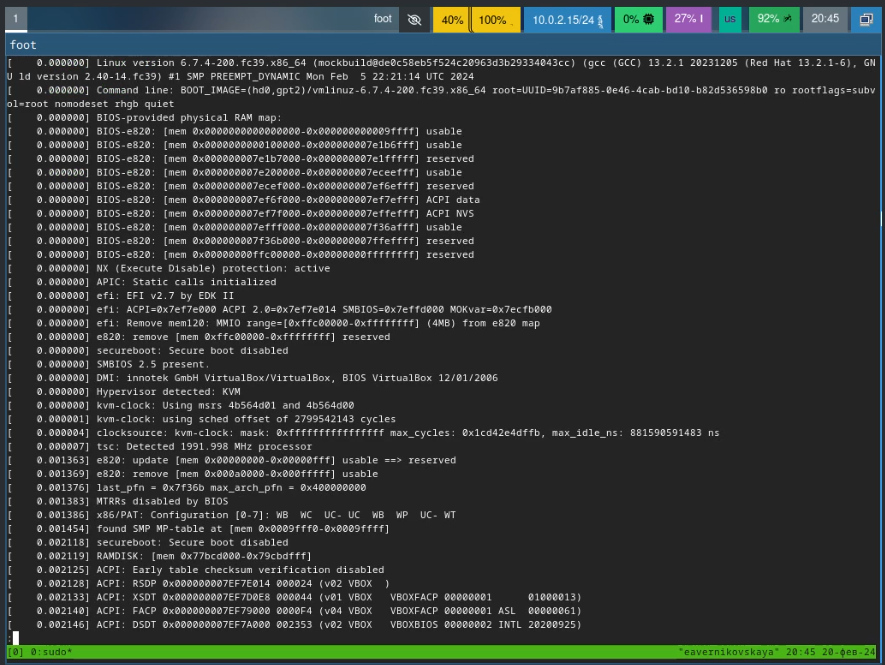 1 foot 40% 100% 10.0.2.15/24 0% 27% us 92% 20:45
foot
[    0.000000] Linux version 6.7.4-200.fc39.x86_64 (mockbuild@de0c58eb5f524c20963d3b29334043cc) (gcc (GCC) 13.2.1 20231205 (Red Hat 13.2.1-6), GN
U ld version 2.40-14.fc39) #1 SMP PREEMPT_DYNAMIC Mon Feb  5 22:21:14 UTC 2024
[    0.000000] Command line: BOOT_IMAGE=(hd0,gpt2)/vmlinuz-6.7.4-200.fc39.x86_64 root=UUID=9b7af885-0e46-4cab-bd10-b82d536598b0 ro rootflags=subv
ol=root nomodeset rhgb quiet
[    0.000000] BIOS-provided physical RAM map:
[    0.000000] BIOS-e820: [mem 0x0000000000000000-0x000000000009ffff] usable
[    0.000000] BIOS-e820: [mem 0x0000000000100000-0x000000007e1b6fff] usable
[    0.000000] BIOS-e820: [mem 0x000000007e1b7000-0x000000007e1fffff] reserved
[    0.000000] BIOS-e820: [mem 0x000000007e200000-0x000000007eceefff] usable
[    0.000000] BIOS-e820: [mem 0x000000007ecef000-0x000000007ef6efff] reserved
[    0.000000] BIOS-e820: [mem 0x000000007ef6f000-0x000000007ef7efff] ACPI data
[    0.000000] BIOS-e820: [mem 0x000000007ef7f000-0x000000007effefff] ACPI NVS
[    0.000000] BIOS-e820: [mem 0x000000007efff000-0x000000007f36afff] usable
[    0.000000] BIOS-e820: [mem 0x000000007f36b000-0x000000007ffeffff] reserved
[    0.000000] BIOS-e820: [mem 0x00000000ffc00000-0x00000000ffffffff] reserved
[    0.000000] NX (Execute Disable) protection: active
[    0.000000] APIC: Static calls initialized
[    0.000000] efi: EFI v2.7 by EDK II
[    0.000000] efi: ACPI=0x7ef7e000 ACPI 2.0=0x7ef7e014 SMBIOS=0x7effd000 MOKvar=0x7ecfb000
[    0.000000] efi: Remove mem120: MMIO range=[0xffc00000-0xffffffff] (4MB) from e820 map
[    0.000000] e820: remove [mem 0xffc00000-0xffffffff] reserved
[    0.000000] secureboot: Secure boot disabled
[    0.000000] SMBIOS 2.5 present.
[    0.000000] DMI: innotek GmbH VirtualBox/VirtualBox, BIOS VirtualBox 12/01/2006
[    0.000000] Hypervisor detected: KVM
[    0.000000] kvm-clock: Using msrs 4b564d01 and 4b564d00
[    0.000001] kvm-clock: using sched offset of 2799542143 cycles
[    0.000004] clocksource: kvm-clock: mask: 0xffffffffffffffff max_cycles: 0x1cd42e4dffb, max_idle_ns: 881590591483 ns
[    0.000007] tsc: Detected 1991.998 MHz processor
[    0.001363] e820: update [mem 0x00000000-0x00000fff] usable ==> reserved
[    0.001369] e820: remove [mem 0x000a0000-0x000fffff] usable
[    0.001376] last_pfn = 0x7f36b max_arch_pfn = 0x400000000
[    0.001383] MTRRs disabled by BIOS
[    0.001386] x86/PAT: Configuration [0-7]: WB  WC  UC- UC  WB  WP  UC- WT
[    0.001454] found SMP MP-table at [mem 0x0009fff0-0x0009ffff]
[    0.002118] secureboot: Secure boot disabled
[    0.002119] RAMDISK: [mem 0x77bcd000-0x79cbdfff]
[    0.002125] ACPI: Early table checksum verification disabled
[    0.002128] ACPI: RSDP 0x000000007EF7E014 000024 (v02 VBOX  )
[    0.002133] ACPI: XSDT 0x000000007EF7D0E8 000044 (v01 VBOX   VBOXFACP 00000001      01000013)
[    0.002140] ACPI: FACP 0x000000007EF79000 0000F4 (v04 VBOX   VBOXFACP 00000001 ASL  00000061)
[    0.002146] ACPI: DSDT 0x000000007EF7A000 002353 (v02 VBOX   VBOXBIOS 00000002 INTL 20200925)
:
[0] 0:sudo* "eavernikovskaya" 20:45 20-фев-24